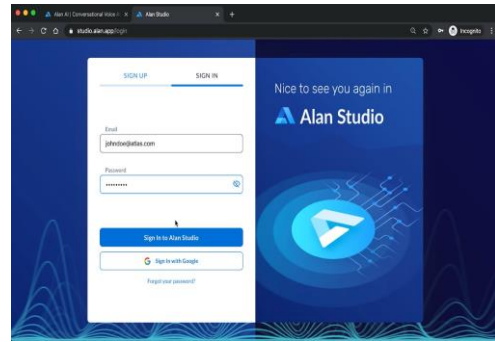 Alan AI | Conversational Voice A
Alan Studio
studio.alan.app/login
Incognito
SIGN UP
SIGN IN
Email
johndoe@atlas.com
Password
Sign In to Alan Studio
Sign In with Google
Forgot your password?
Nice to see you again in
Alan Studio